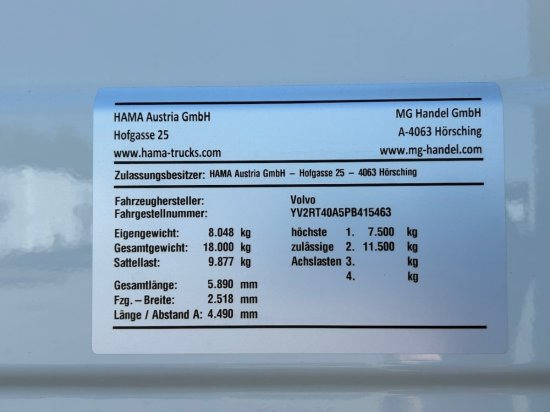 HAMA Austria GmbH MG Handel GmbH
Hofgasse 25 A-4063 Hörsching
www.hama-trucks.com www.mg-handel.com
Zulassungsbesitzer: HAMA Austria GmbH – Hofgasse 25 – 4063 Hörsching
Fahrzeughersteller: Volvo
Fahrgestellnummer: YV2RT40A5PB415463
Eigengewicht: 8.048 kg höchste 1. 7.500 kg
Gesamtgewicht: 18.000 kg zulässige 2. 11.500 kg
Sattellast: 9.877 kg Achslasten 3. kg
4. kg
Gesamtlänge: 5.890 mm
Fzg. – Breite: 2.518 mm
Länge / Abstand A: 4.490 mm